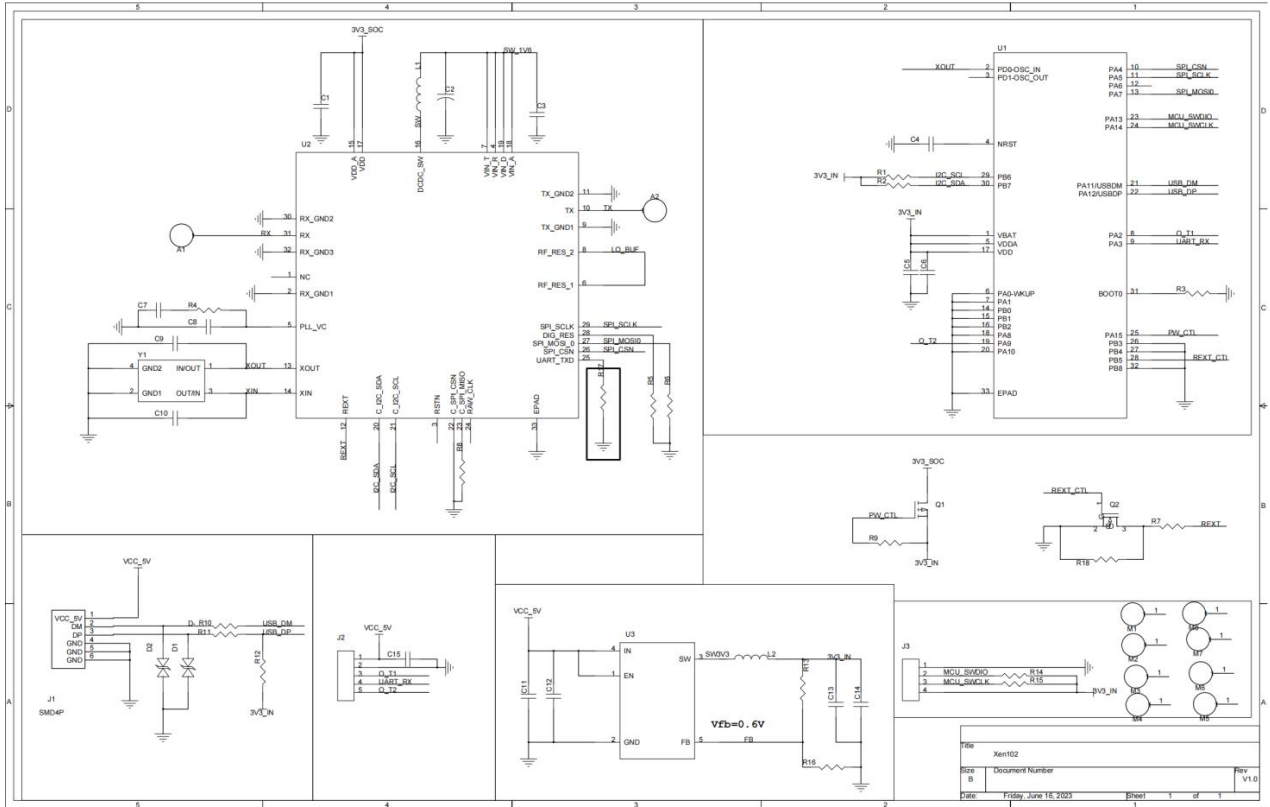 5 4 3 2 1
D
C
B
A
3V3_SOC
SW_1V6
L1
C1
C2
C3
SW
U2
15 17 16 7 4 19 18
VDD_A
VDD
DCDC_SW
VIN_T
VIN_R
VIN_D
VIN_A
30 RX_GND2
A1
RX
31 RX
32 RX_GND3
1 NC
2 RX_GND1
C7
R4
C8
5 PLL_VC
C9
Y1
4 GND2 IN/OUT 1 XOUT 13 XOUT
2 GND1 OUT/IN 3 XIN 14 XIN
C10
TX_GND2 11
TX 10 TX
A2
TX_GND1 9
RF_RES_2 8 LO_BUF
RF_RES_1 6
SPI_SCLK 29 SPI_SCLK
DIG_RES 28
SPI_MOSI_0 27 SPI_MOSI0
SPI_CSN 26 SPI_CSN
UART_TXD 25
R17
R5
R6
REXT
C_I2C_SDA
C_I2C_SCL
RSTN
C_SPI_CSN
C_SPI_MISO
RAW_CLK
EPAD
12 20 21 3 22 23 24 33
REXT
I2C_SDA
I2C_SCL
R8
U1
XOUT 2 PD0-OSC_IN
3 PD1-OSC_OUT
C4
4 NRST
3V3_IN
R1 I2C_SCL 29 PB6
R2 I2C_SDA 30 PB7
3V3_IN
1 VBAT
5 VDDA
17 VDD
C5
C6
6 PA0-WKUP
7 PA1
14 PB0
15 PB1
16 PB2
18 PA8
O_T2 19 PA9
20 PA10
33 EPAD
PA4 10 SPI_CSN
PA5 11 SPI_SCLK
PA6 12
PA7 13 SPI_MOSI0
PA13 23 MCU_SWDIO
PA14 24 MCU_SWCLK
PA11/USBDM 21 USB_DM
PA12/USBDP 22 USB_DP
PA2 8 O_T1
PA3 9 UART_RX
BOOT0 31 R3
PA15 25 PW_CTL
PB3 26
PB4 27
PB5 28 REXT_CTL
PB8 32
3V3_SOC
Q1
PW_CTL
R9
3V3_IN
REXT_CTL
1
Q2
2 3
R7
REXT
R18
VCC_5V
VCC_5V 1
DM 2
DP 3
GND 4
GND 5
GND 6
D- R10 USB_DM
R11 USB_DP
D2
D1
R12
3V3_IN
J1
SMD4P
VCC_5V
J2
1
2
3 O_T1
4 UART_RX
5 O_T2
C15
VCC_5V
U3
4 IN
1 EN
2 GND
SW 3 SW3V3
FB 5 FB
C11
C12
L2
3V3_IN
R13
C13
C14
Vfb=0.6V
R16
J3
1
2 MCU_SWDIO R14
3 MCU_SWCLK R15
4
3V3_IN
M1 1
M2 1
M3 1
M4 1
M8 1
M7 1
M6 1
M5 1
Title
Xen102
Size
B
Document Number
Rev
V1.0
Date: Friday, June 16, 2023
Sheet 1 of 1
5 4 3 2 1